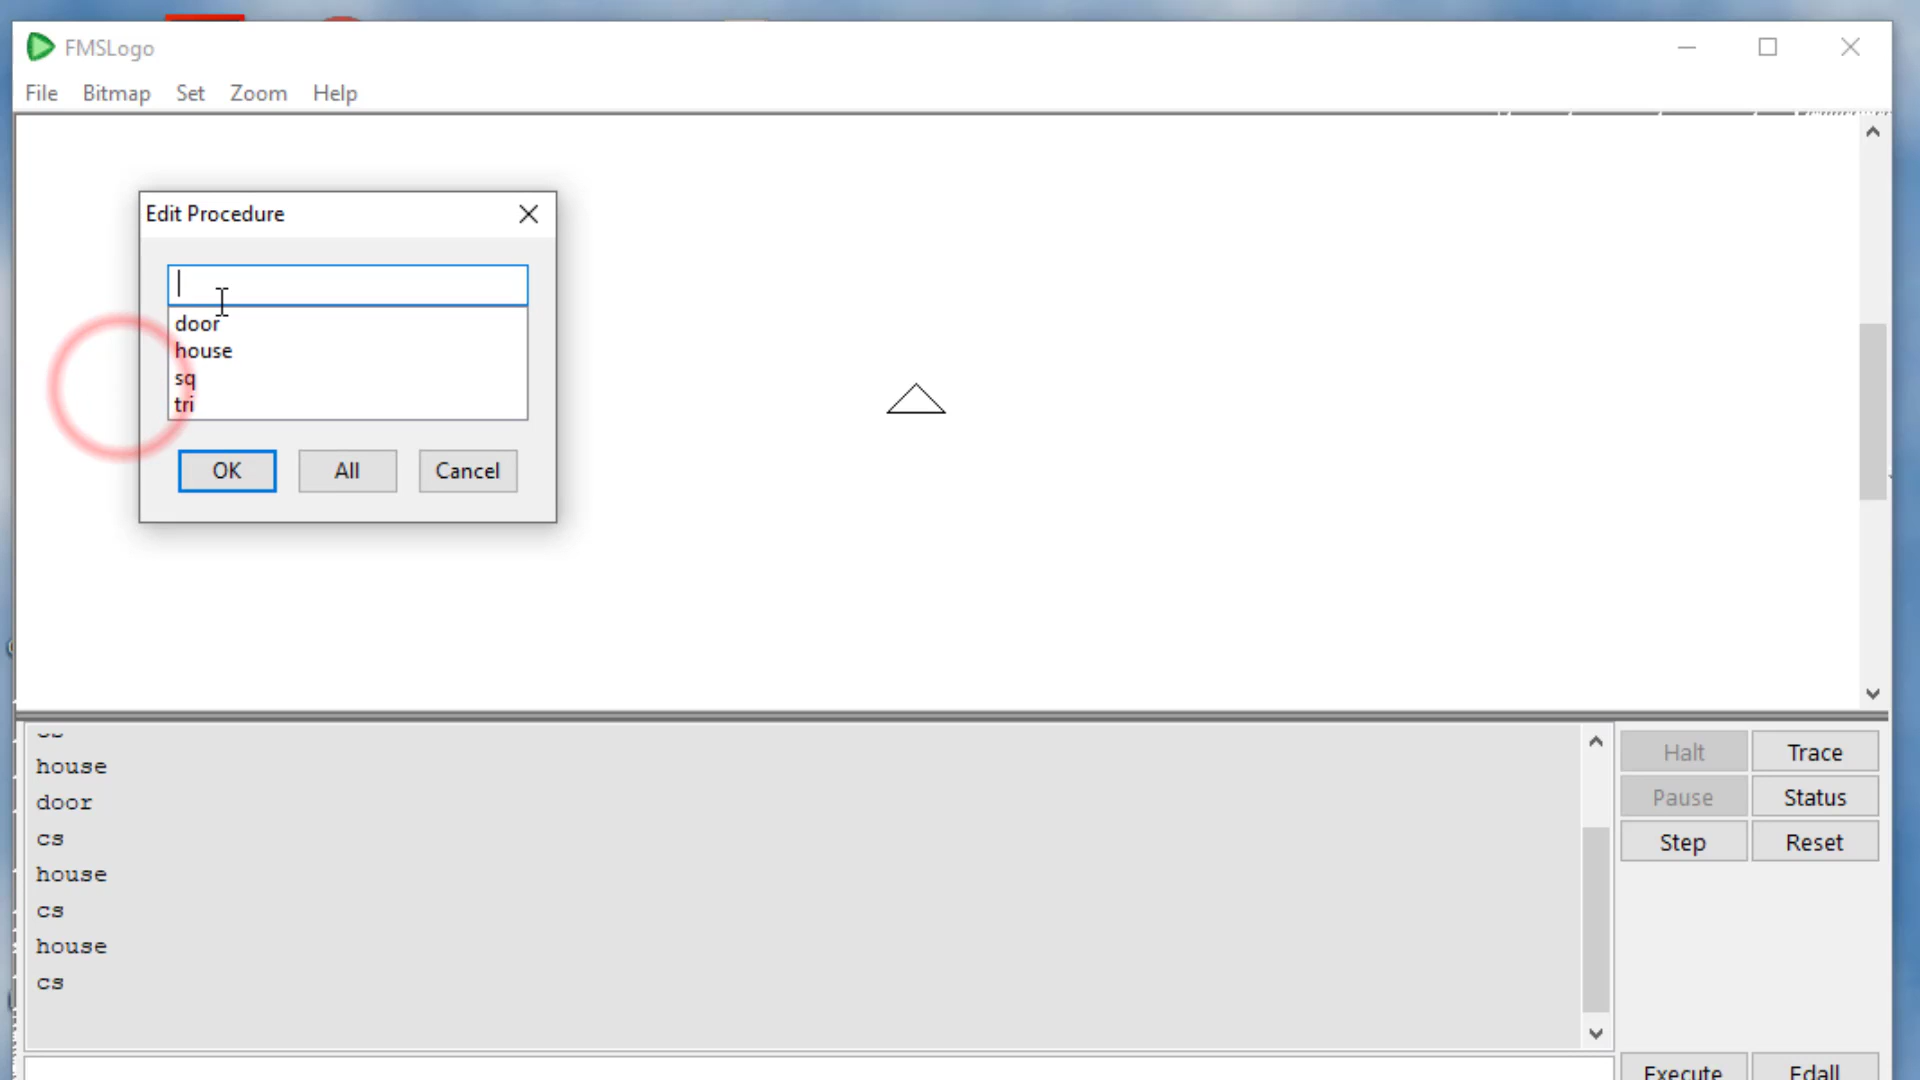 FMSLogo
File Bitmap Set Zoom Help
Edit Procedure
door
house
sq
tri
OK All Cancel
cs
house
door
cs
house
cs
house
cs
Halt Trace
Pause Status
Step Reset
Execute Edall